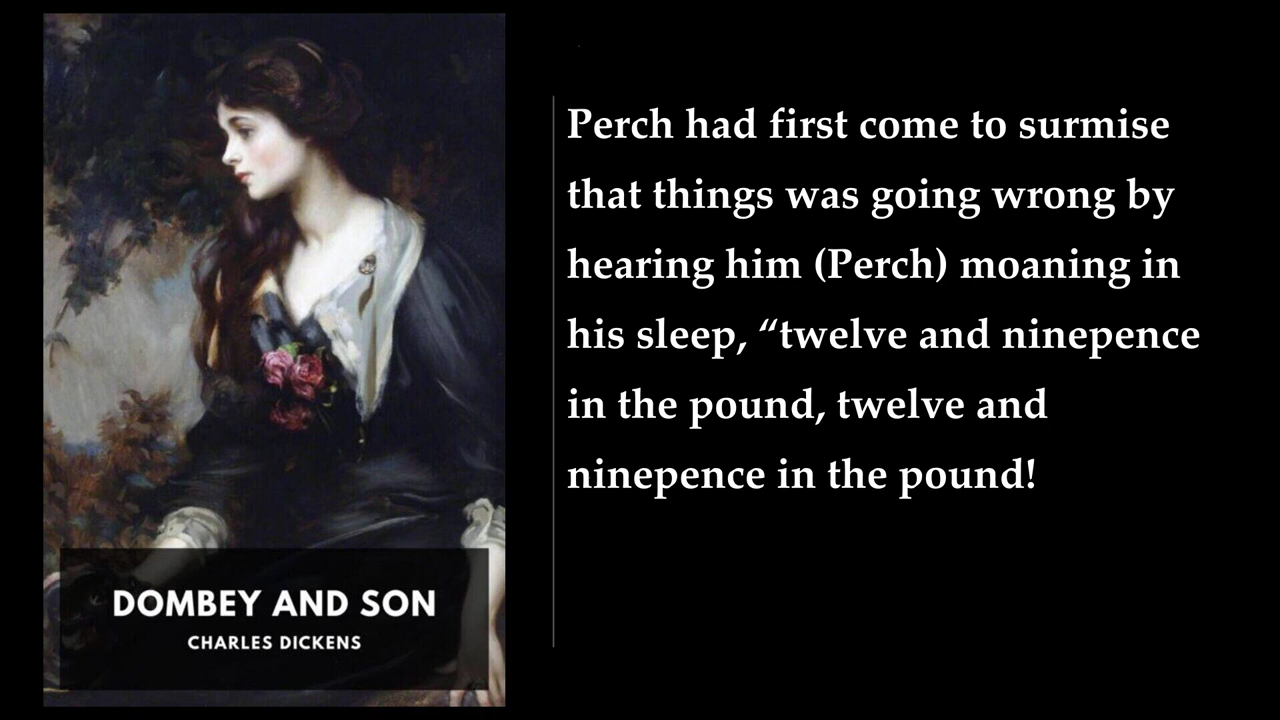 Perch had first come to surmise
that things was going wrong by
hearing him (Perch) moaning in
his sleep, “twelve and ninepence
in the pound, twelve and
ninepence in the pound!
DOMBEY AND SON
CHARLES DICKENS